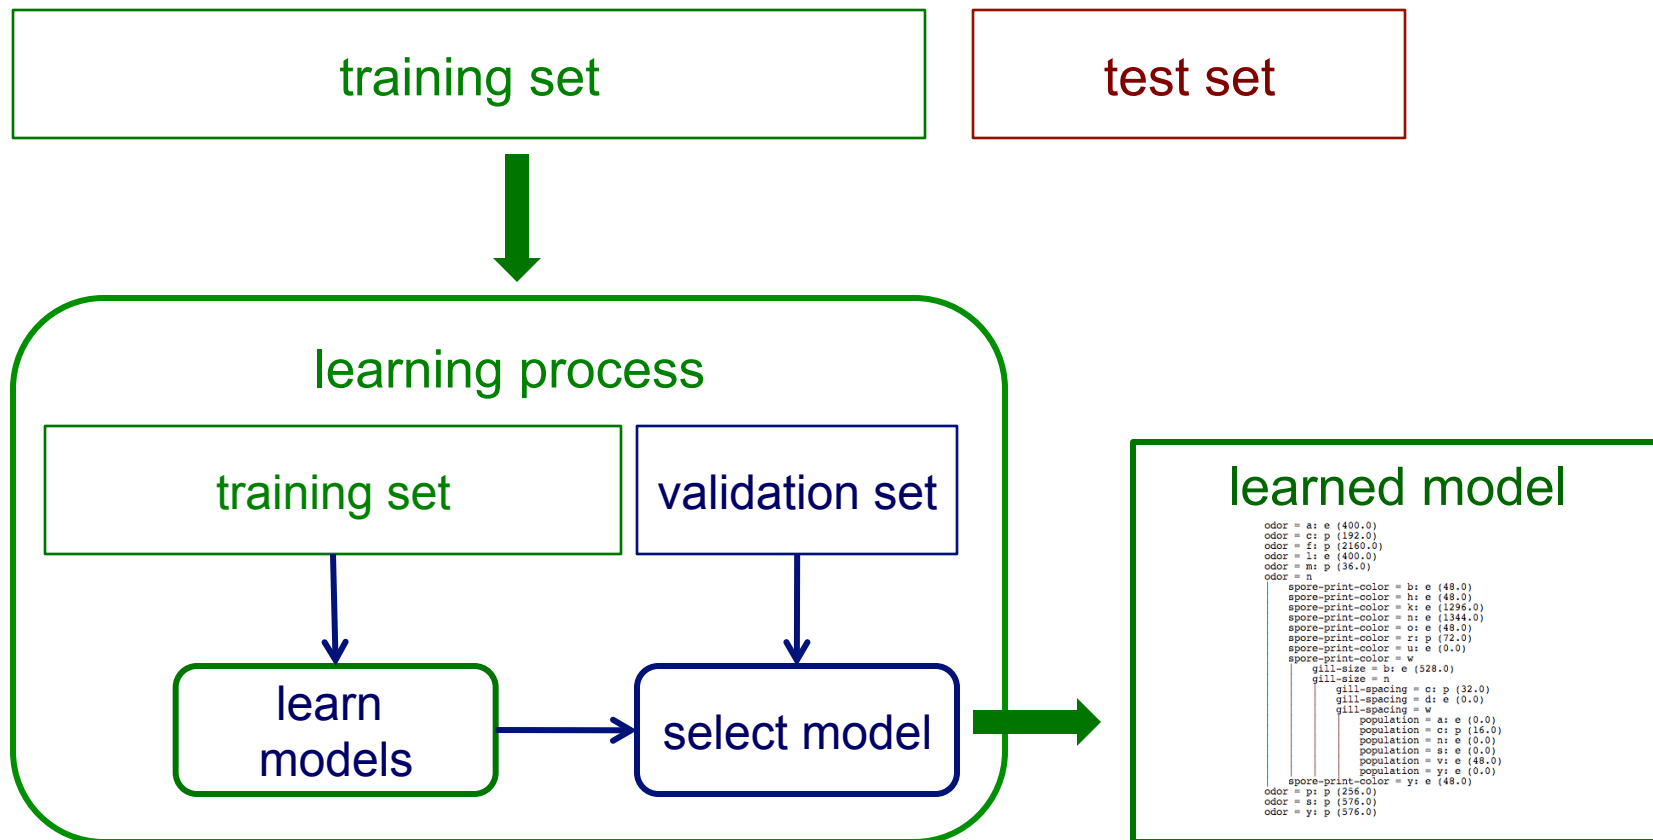 training set
test set
learning process
training set
validation set
learn
models
select model
learned model
odor = a: e (400.0)
odor = c: p (192.0)
odor = f: p (2160.0)
odor = l: e (400.0)
odor = m: p (36.0)
odor = n
| spore-print-color = b: e (48.0)
| spore-print-color = h: e (48.0)
| spore-print-color = k: e (1296.0)
| spore-print-color = n: e (1344.0)
| spore-print-color = o: e (48.0)
| spore-print-color = r: p (72.0)
| spore-print-color = u: e (0.0)
| spore-print-color = w
| | gill-size = b: e (528.0)
| | gill-size = n
| | | gill-spacing = c: p (32.0)
| | | gill-spacing = d: e (0.0)
| | | gill-spacing = w
| | | | population = a: e (0.0)
| | | | population = c: p (16.0)
| | | | population = n: e (0.0)
| | | | population = s: e (0.0)
| | | | population = v: e (48.0)
| | | | population = y: e (0.0)
| spore-print-color = y: e (48.0)
odor = p: p (256.0)
odor = s: p (576.0)
odor = y: p (576.0)